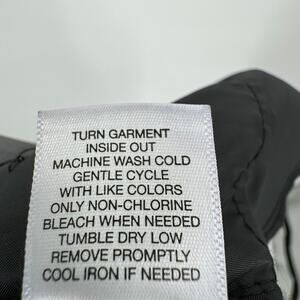 TURN GARMENT
INSIDE OUT
MACHINE WASH COLD
GENTLE CYCLE
WITH LIKE COLORS
ONLY NON-CHLORINE
BLEACH WHEN NEEDED
TUMBLE DRY LOW
REMOVE PROMPTLY
COOL IRON IF NEEDED